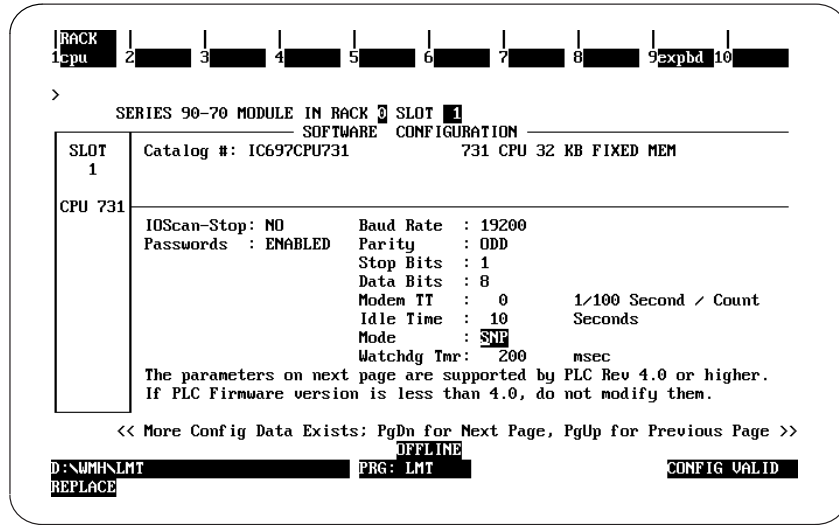 RACK
1cpu 2 3 4 5 6 7 8 9expbd 10
>
SERIES 90-70 MODULE IN RACK 0 SLOT 1
SOFTWARE CONFIGURATION
SLOT Catalog #: IC697CPU731 731 CPU 32 KB FIXED MEM
1
CPU 731
IOScan-Stop: NO Baud Rate : 19200
Passwords : ENABLED Parity : ODD
Stop Bits : 1
Data Bits : 8
Modem TT : 0 1/100 Second / Count
Idle Time : 10 Seconds
Mode : SNP
Watchdg Tmr: 200 msec
The parameters on next page are supported by PLC Rev 4.0 or higher.
If PLC Firmware version is less than 4.0, do not modify them.
<< More Config Data Exists; PgDn for Next Page, PgUp for Previous Page >>
OFFLINE
D:\WMH\LMT PRG: LMT CONFIG VALID
REPLACE